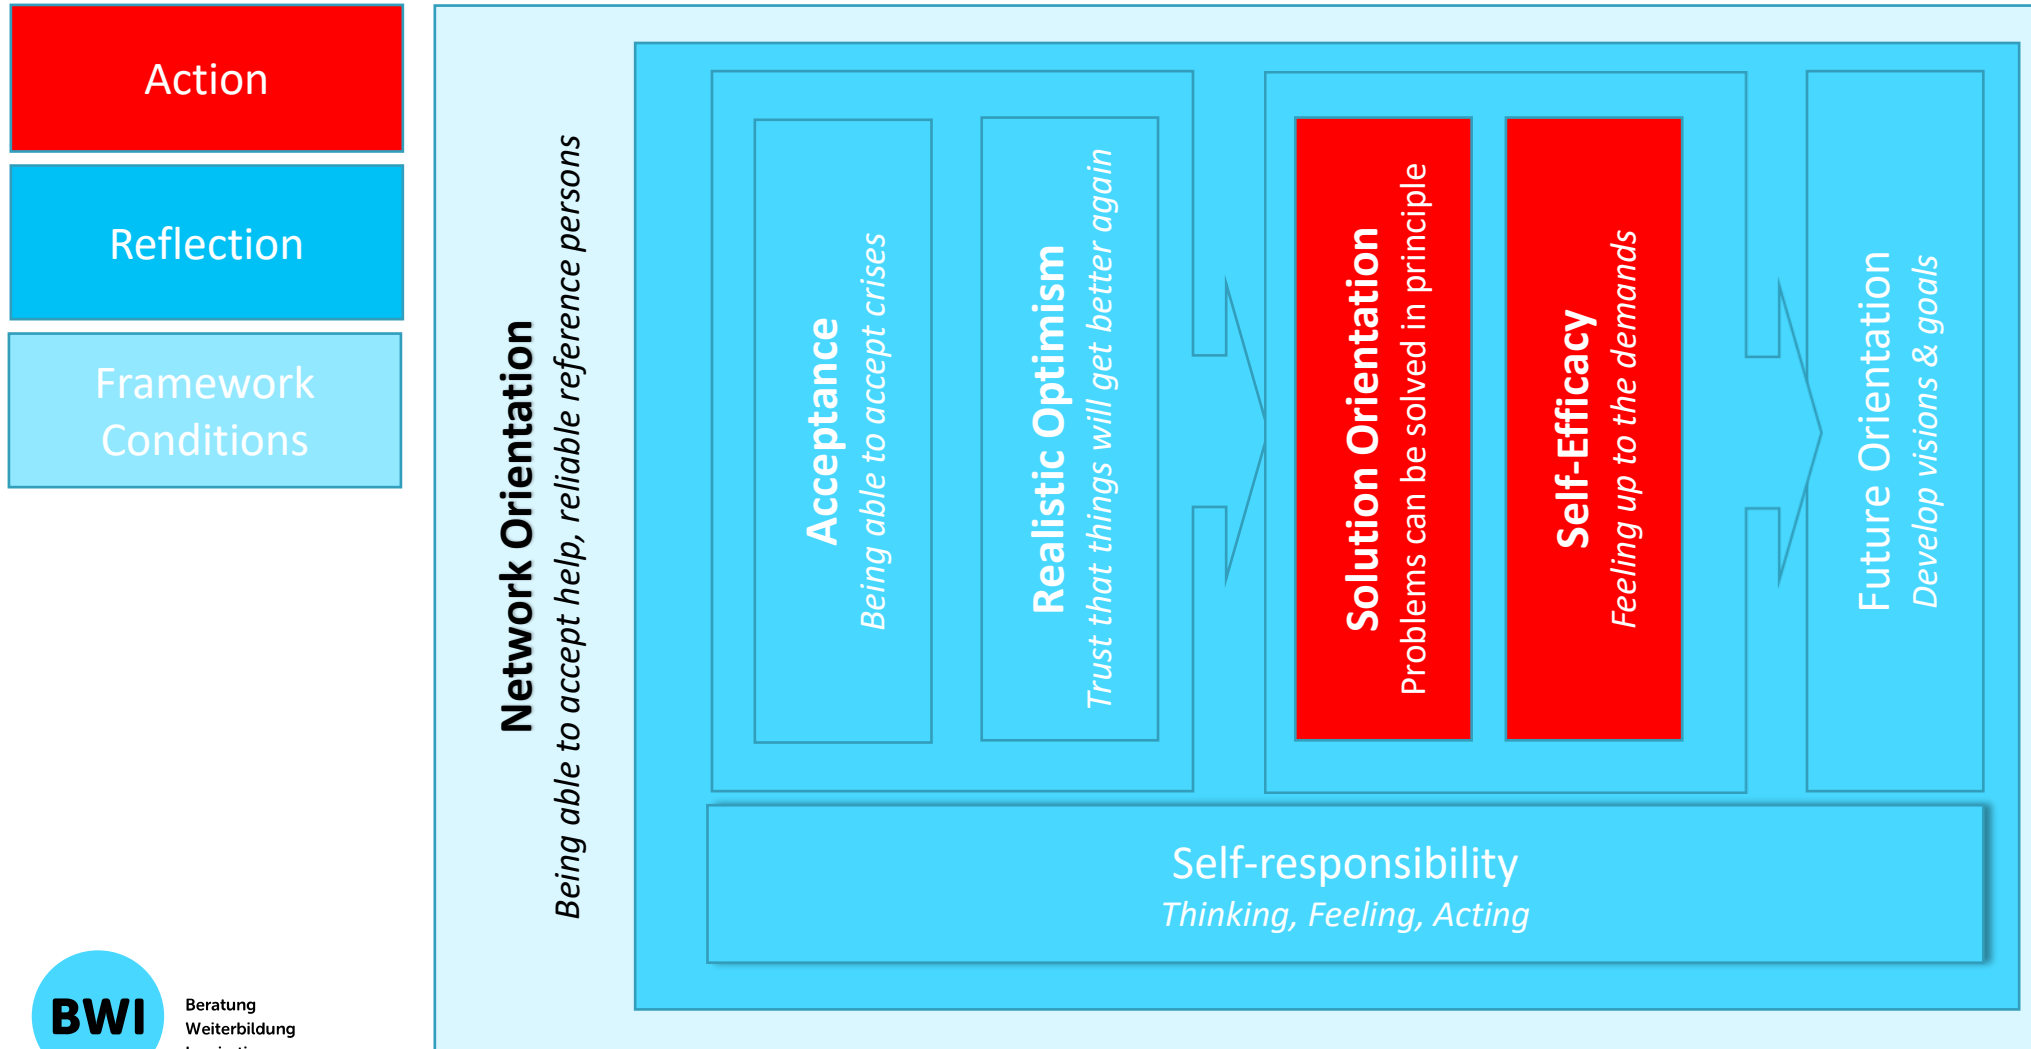 Action
Reflection
Framework
Conditions
Network Orientation
Being able to accept help, reliable reference persons
Acceptance
Being able to accept crises
Realistic Optimism
Trust that things will get better again
Solution Orientation
Problems can be solved in principle
Self-Efficacy
Feeling up to the demands
Future Orientation
Develop visions & goals
Self-responsibility
Thinking, Feeling, Acting
BWI
Beratung
Weiterbildung